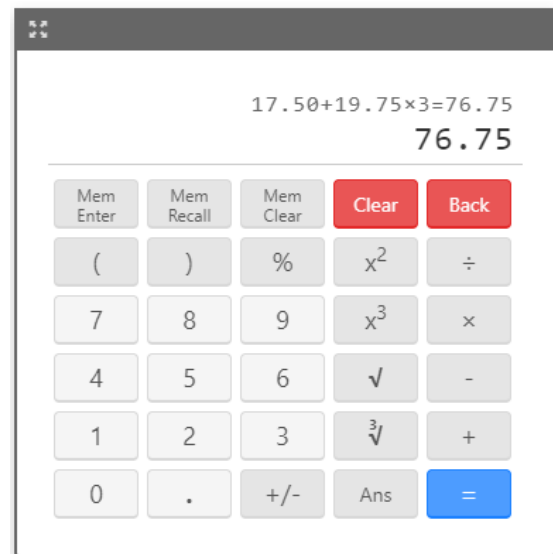 17.50+19.75×3=76.75
76.75
Mem Enter Mem Recall Mem Clear Clear Back
( ) % x² ÷
7 8 9 x³ ×
4 5 6 √ -
1 2 3 ∛ +
0 . +/- Ans =